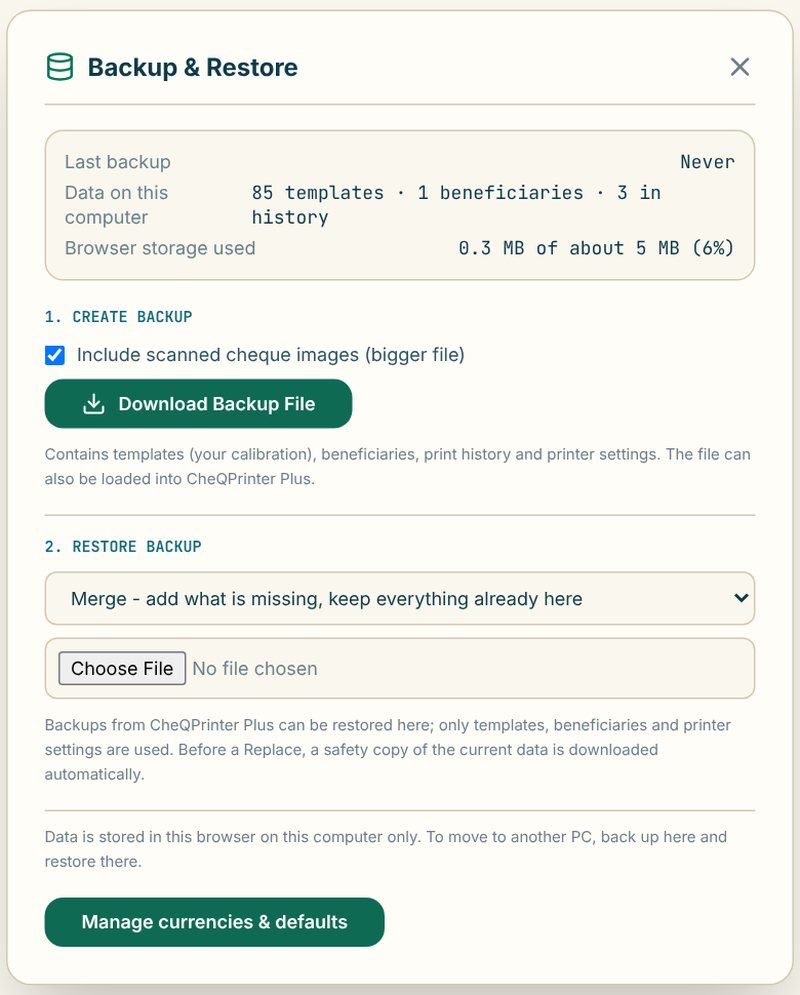 Backup & Restore
Last backup
Never
Data on this
computer
85 templates · 1 beneficiaries · 3 in
history
Browser storage used
0.3 MB of about 5 MB (6%)
1. CREATE BACKUP
Include scanned cheque images (bigger file)
Download Backup File
Contains templates (your calibration), beneficiaries, print history and printer settings. The file can
also be loaded into CheQPrinter Plus.
2. RESTORE BACKUP
Merge - add what is missing, keep everything already here
Choose File No file chosen
Backups from CheQPrinter Plus can be restored here; only templates, beneficiaries and printer
settings are used. Before a Replace, a safety copy of the current data is downloaded
automatically.
Data is stored in this browser on this computer only. To move to another PC, back up here and
restore there.
Manage currencies & defaults